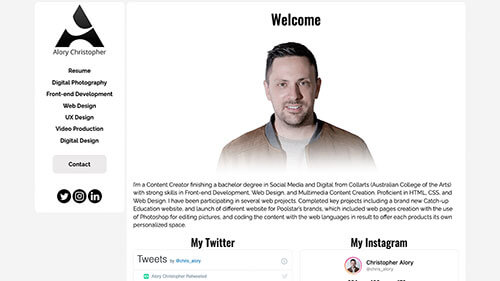 Alory Christopher
Resume
Digital Photography
Front-end Development
Web Design
UX Design
Video Production
Digital Design
Contact
Welcome
I'm a Content Creator finishing a bachelor degree in Social Media and Digital from Collarts (Australian College of the Arts)
with strong skills in Front-end Development, Web Design, and Multimedia Content Creation. Proficient in HTML, CSS, and
Web Design. I have been participating in several web projects. Completed key projects including a brand new Catch-up
Education website, and launch of different website for Poolstar's brands, which included web pages creation with the use
of Photoshop for editing pictures, and coding the content with the web languages in result to offer each products its own
personalized space.
My Twitter
Tweets by @chris_alory
Alory Christopher Retweeted
My Instagram
Christopher Alory
@chris_alory